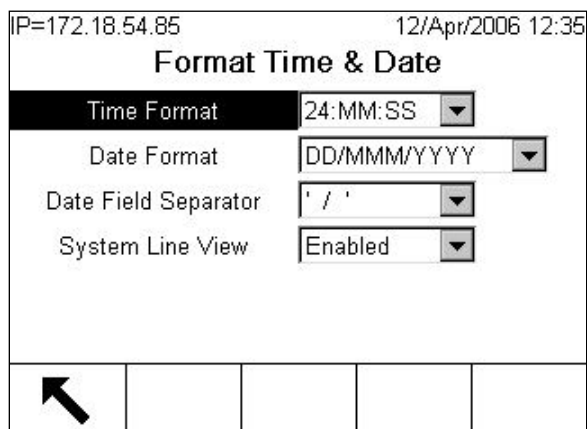 IP=172.18.54.85 12/Apr/2006 12:35
Format Time & Date
Time Format 24:MM:SS
Date Format DD/MMM/YYYY
Date Field Separator ' / '
System Line View Enabled